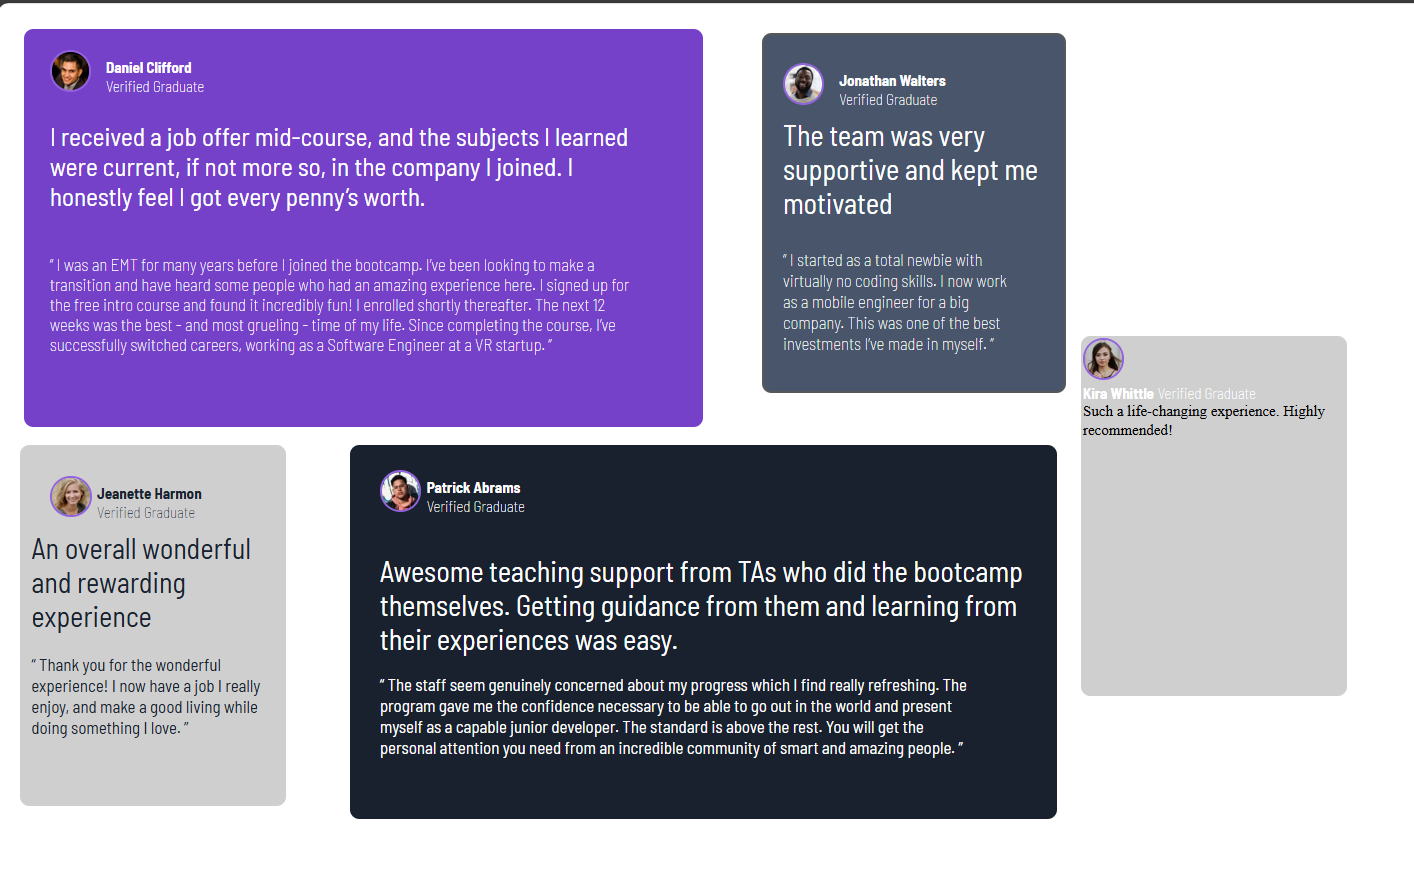 Daniel Clifford
Verified Graduate
I received a job offer mid-course, and the subjects I learned
were current, if not more so, in the company I joined. I
honestly feel I got every penny’s worth.
“ I was an EMT for many years before I joined the bootcamp. I’ve been looking to make a
transition and have heard some people who had an amazing experience here. I signed up for
the free intro course and found it incredibly fun! I enrolled shortly thereafter. The next 12
weeks was the best - and most grueling - time of my life. Since completing the course, I’ve
successfully switched careers, working as a Software Engineer at a VR startup. ”
Jonathan Walters
Verified Graduate
The team was very
supportive and kept me
motivated
“ I started as a total newbie with
virtually no coding skills. I now work
as a mobile engineer for a big
company. This was one of the best
investments I’ve made in myself. ”
Kira Whittle Verified Graduate
Such a life-changing experience. Highly
recommended!
Jeanette Harmon
Verified Graduate
An overall wonderful
and rewarding
experience
“ Thank you for the wonderful
experience! I now have a job I really
enjoy, and make a good living while
doing something I love. ”
Patrick Abrams
Verified Graduate
Awesome teaching support from TAs who did the bootcamp
themselves. Getting guidance from them and learning from
their experiences was easy.
“ The staff seem genuinely concerned about my progress which I find really refreshing. The
program gave me the confidence necessary to be able to go out in the world and present
myself as a capable junior developer. The standard is above the rest. You will get the
personal attention you need from an incredible community of smart and amazing people. ”